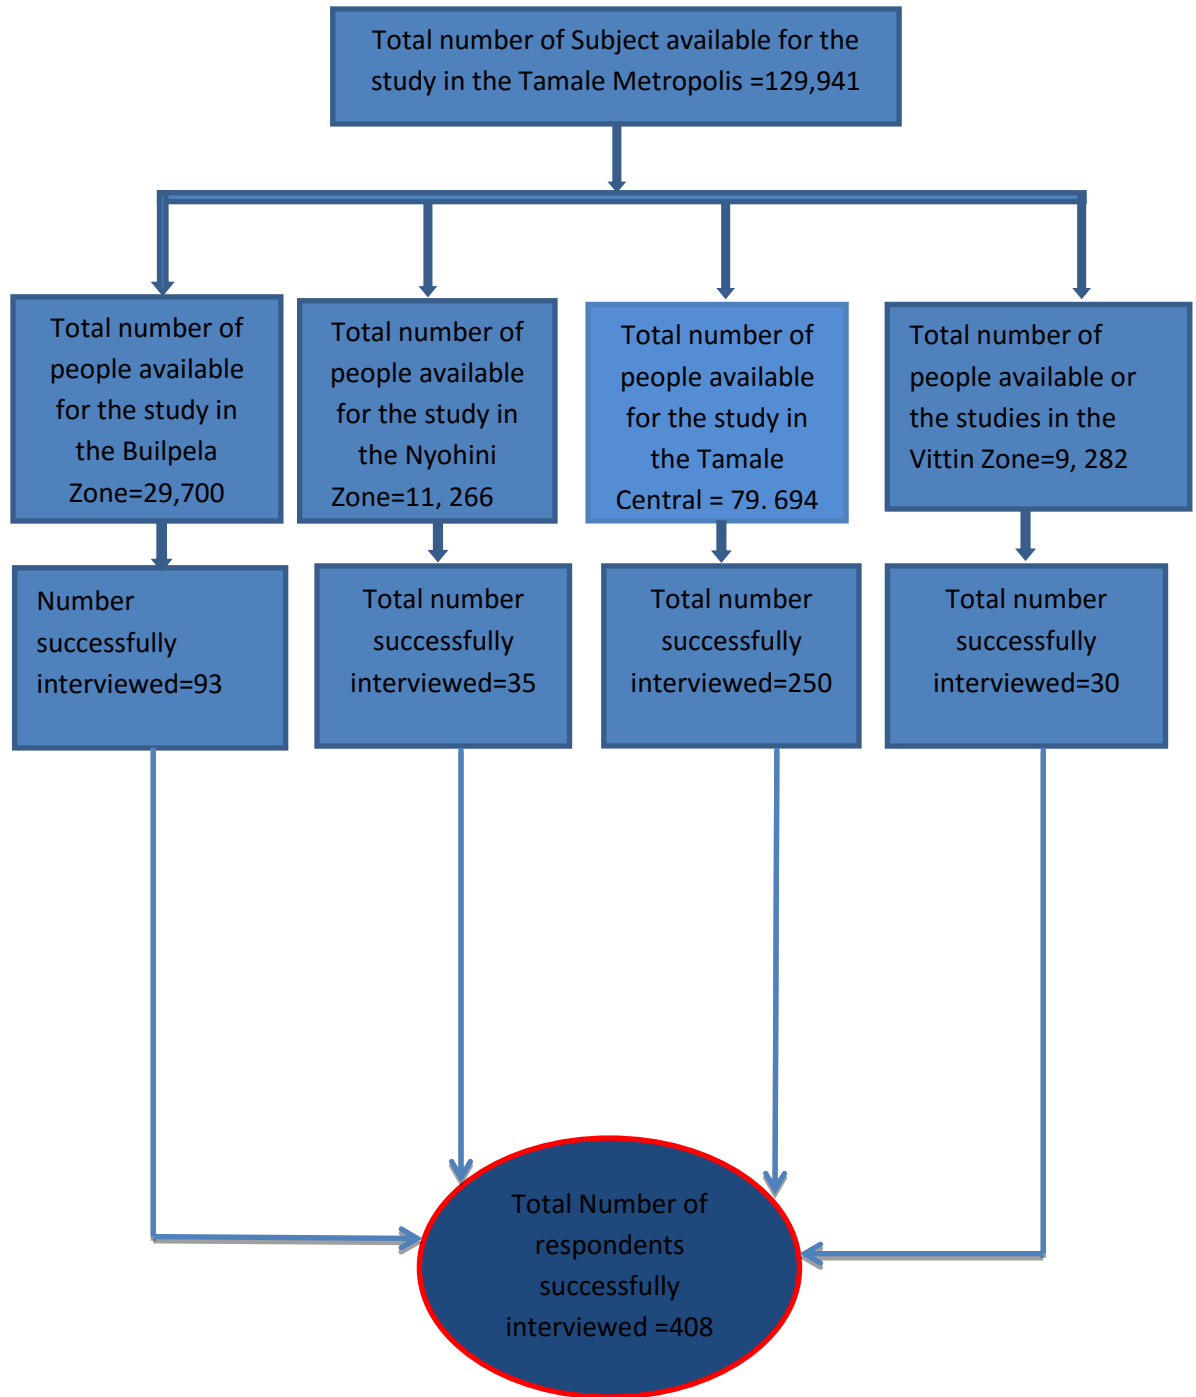 Total number of Subject available for the
study in the Tamale Metropolis =129,941
Total number of
people available
for the study in
the Builpela
Zone=29,700
Total number of
people available
for the study in
the Nyohini
Zone=11, 266
Total number of
people available
for the study in
the Tamale
Central = 79. 694
Total number of
people available or
the studies in the
Vittin Zone=9, 282
Number
successfully
interviewed=93
Total number
successfully
interviewed=35
Total number
successfully
interviewed=250
Total number
successfully
interviewed=30
Total Number of
respondents
successfully
interviewed =408